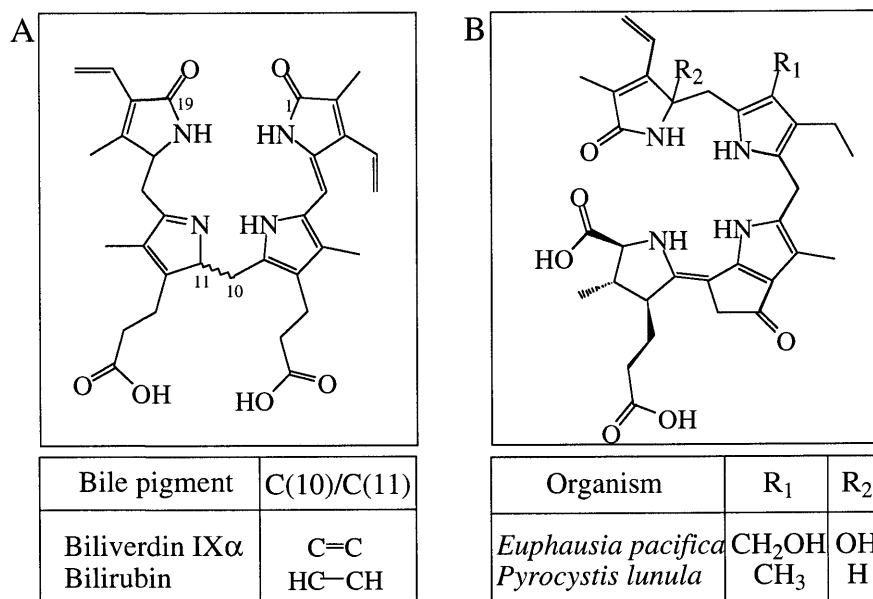 A
O
O
19
1
NH
HN
N
HN
11
10
O
OH
HO
O
B
R2
R1
O
NH
HN
O
HO
NH
HN
O
O
OH
Bile pigment C(10)/C(11)
Biliverdin IXα C=C
Bilirubin HC—CH
Organism R1 R2
Euphausia pacifica CH2OH OH
Pyrocystis lunula CH3 H